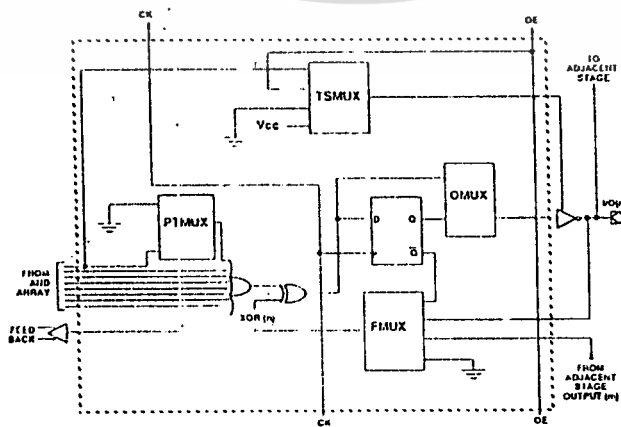 CK
OE
TO
ADJACENT
STAGE
TSMUX
Vcc
OMUX
P1MUX
D
Q
Q
FROM
AND
ARRAY
XOR (n)
FMUX
FEED
BACK
FROM
ADJACENT
STAGE
OUTPUT (m)
CK
OE